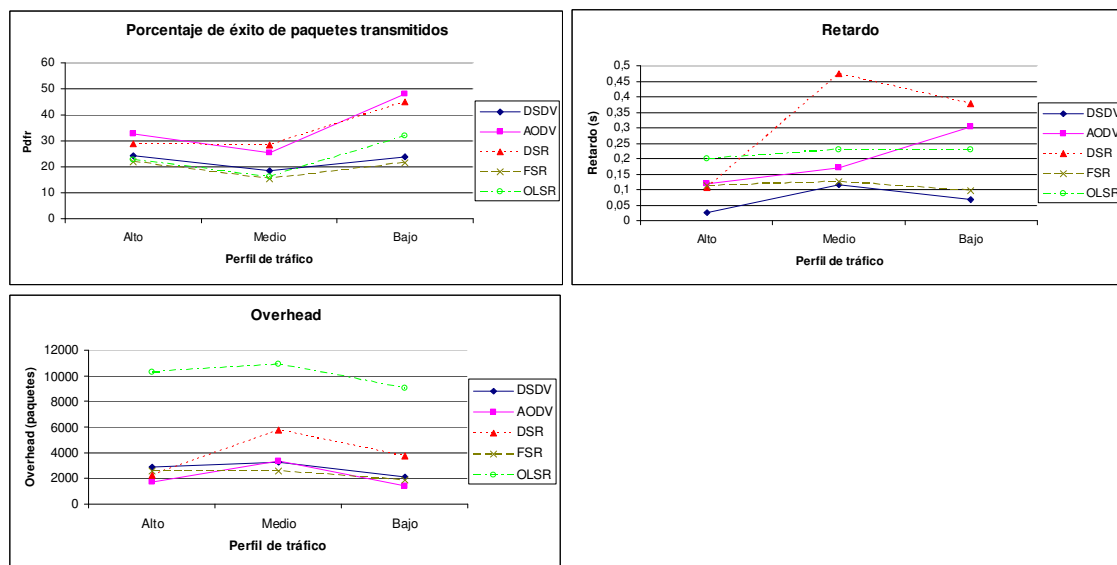 Porcentaje de éxito de paquetes transmitidos
60
50
40
30
20
10
0
Pdfr
Alto
Medio
Bajo
Perfil de tráfico
DSDV
AODV
DSR
FSR
OLSR
Retardo
0,5
0,45
0,4
0,35
0,3
0,25
0,2
0,15
0,1
0,05
0
Retardo (s)
Alto
Medio
Bajo
Perfil de tráfico
DSDV
AODV
DSR
FSR
OLSR
Overhead
12000
10000
8000
6000
4000
2000
0
Overhead (paquetes)
Alto
Medio
Bajo
Perfil de tráfico
DSDV
AODV
DSR
FSR
OLSR